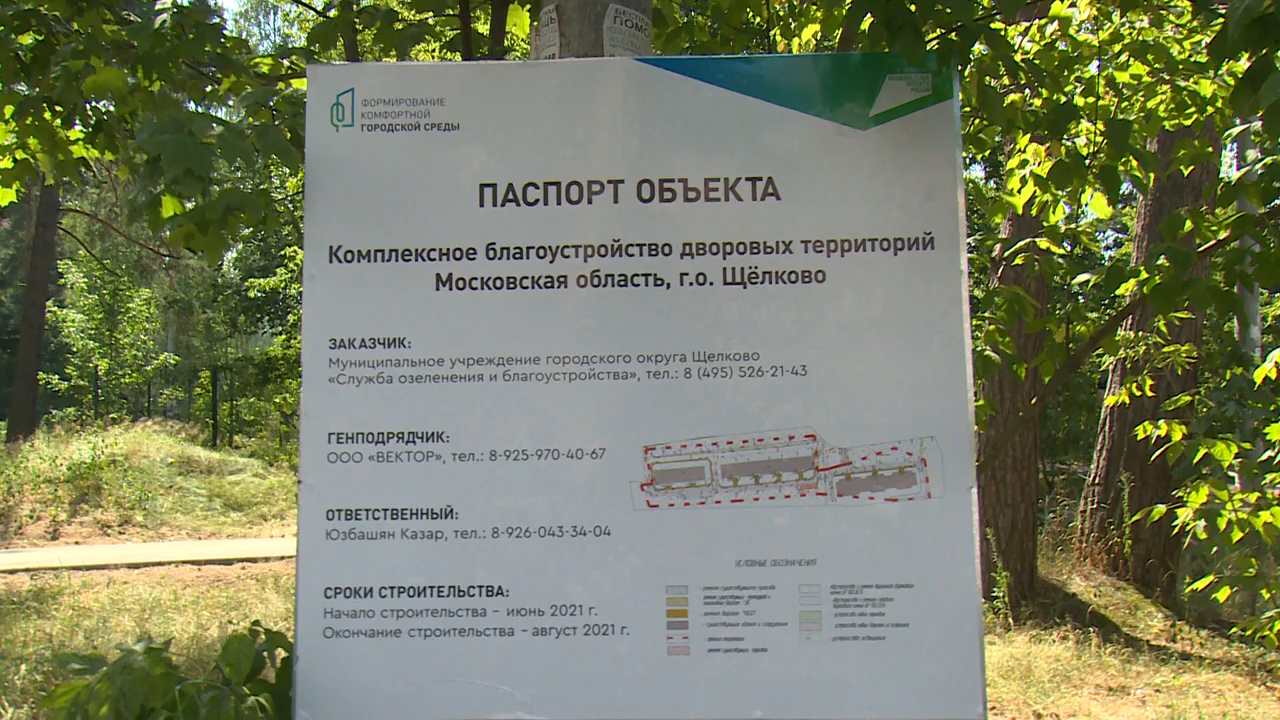 БЕСПЛ
ПОМО
ФОРМИРОВАНИЕ
КОМФОРТНОЙ
ГОРОДСКОЙ СРЕДЫ
ПАСПОРТ ОБЪЕКТА
Комплексное благоустройство дворовых территорий
Московская область, г.о. Щёлково
ЗАКАЗЧИК:
Муниципальное учреждение городского округа Щелково
«Служба озеленения и благоустройства», тел.: 8 (495) 526-21-43
ГЕНПОДРЯДЧИК:
ООО «ВЕКТОР», тел.: 8-925-970-40-67
ОТВЕТСТВЕННЫЙ:
Юзбашян Казар, тел.: 8-926-043-34-04
СРОКИ СТРОИТЕЛЬСТВА:
Начало строительства – июнь 2021 г.
Окончание строительства – август 2021 г.
УСЛОВНЫЕ ОБОЗНАЧЕНИЯ